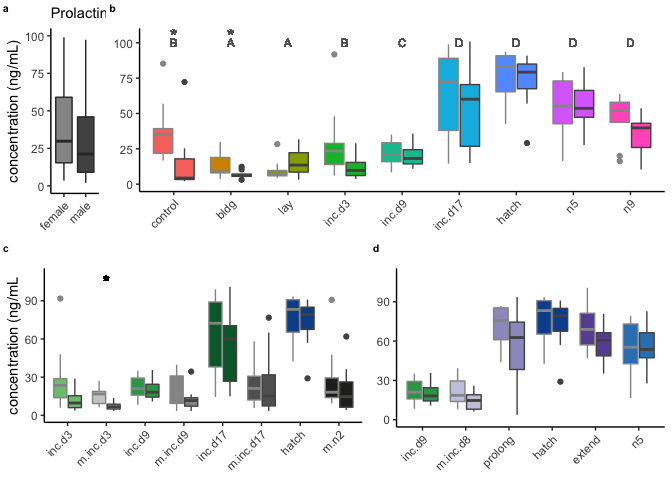 a
Prolactin
concentration (ng/mL)
100
75
50
25
0
female
male
b
* *
B A A B C D D D D
100
75
50
25
0
control
bldg
lay
inc.d3
inc.d9
inc.d17
hatch
n5
n9
c
*
concentration (ng/mL
90
60
30
0
inc.d3
m.inc.d3
inc.d9
m.inc.d9
inc.d17
m.inc.d17
hatch
m.n2
d
90
60
30
0
inc.d9
m.inc.d8
prolong
hatch
extend
n5